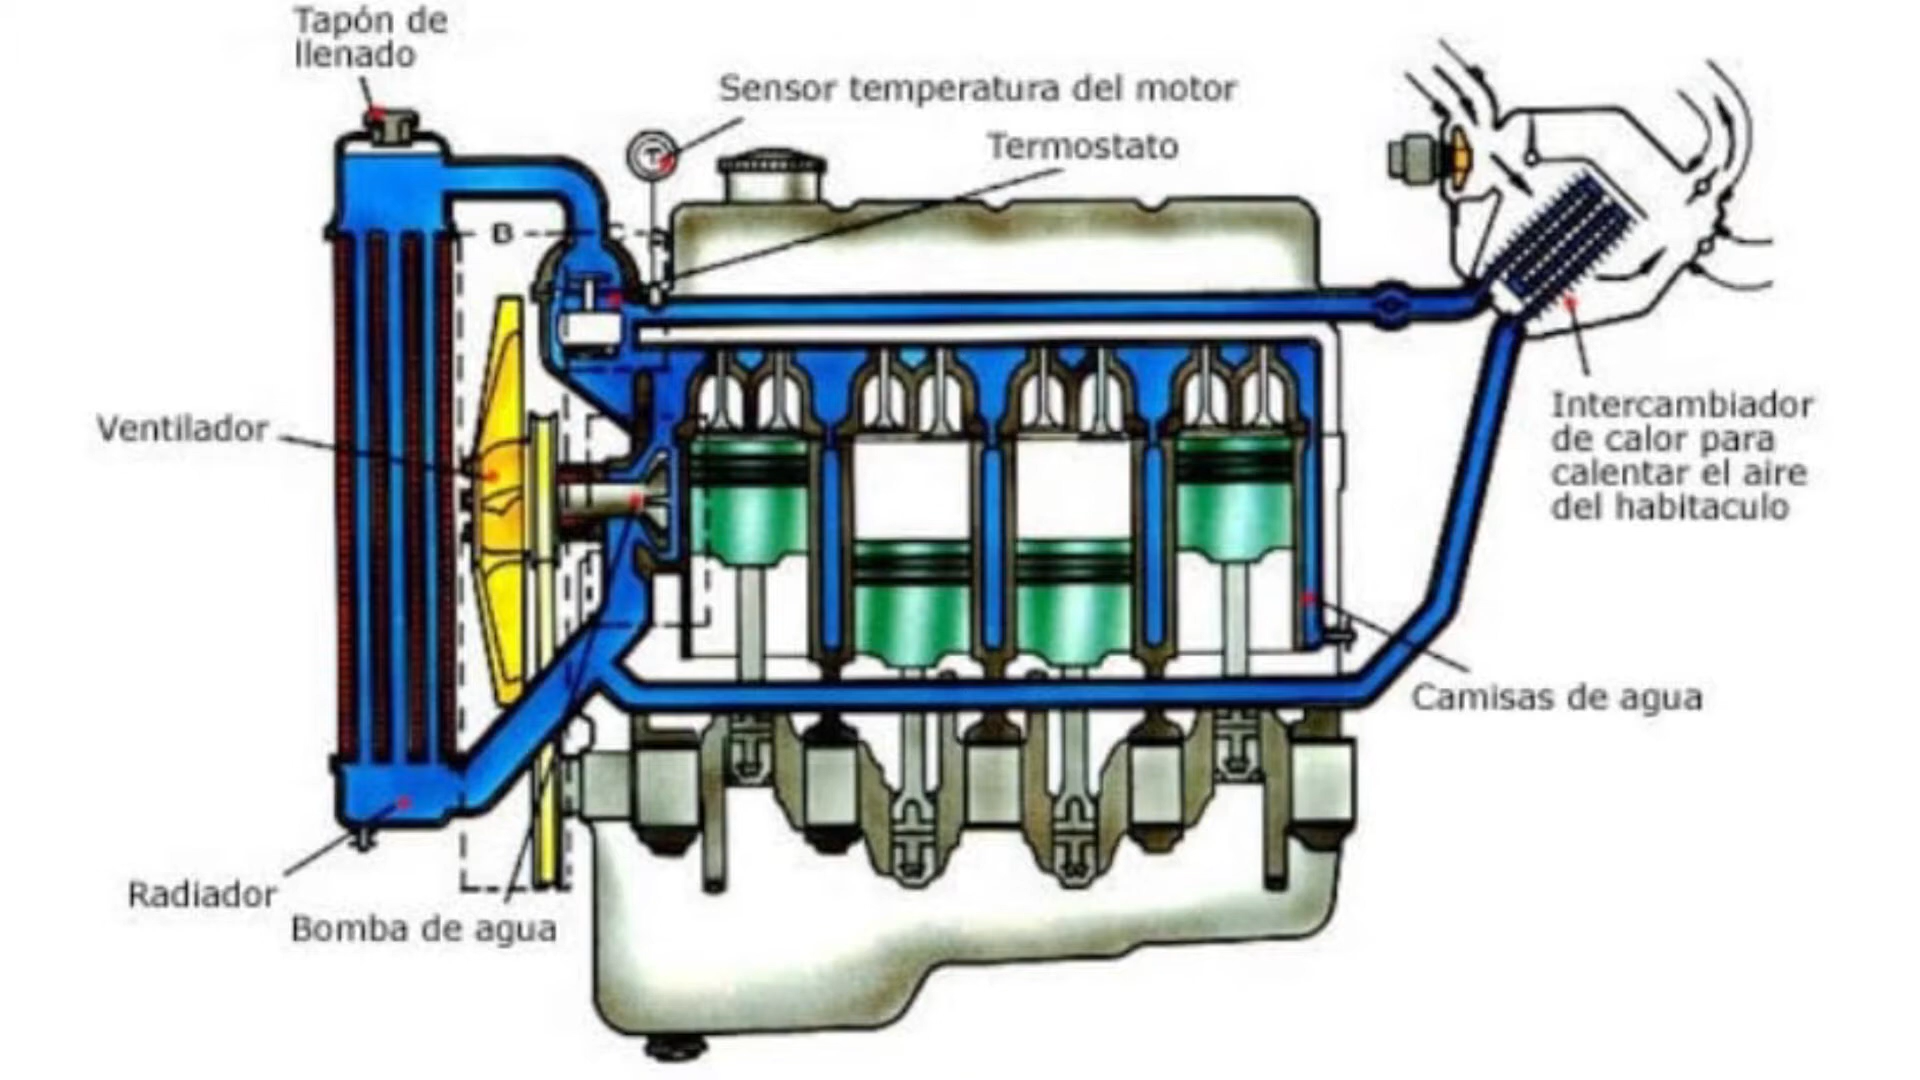 Tapón de
llenado
Sensor temperatura del motor
Termostato
T
B
C
Ventilador
Intercambiador
de calor para
calentar el aire
del habitaculo
Camisas de agua
Radiador
Bomba de agua